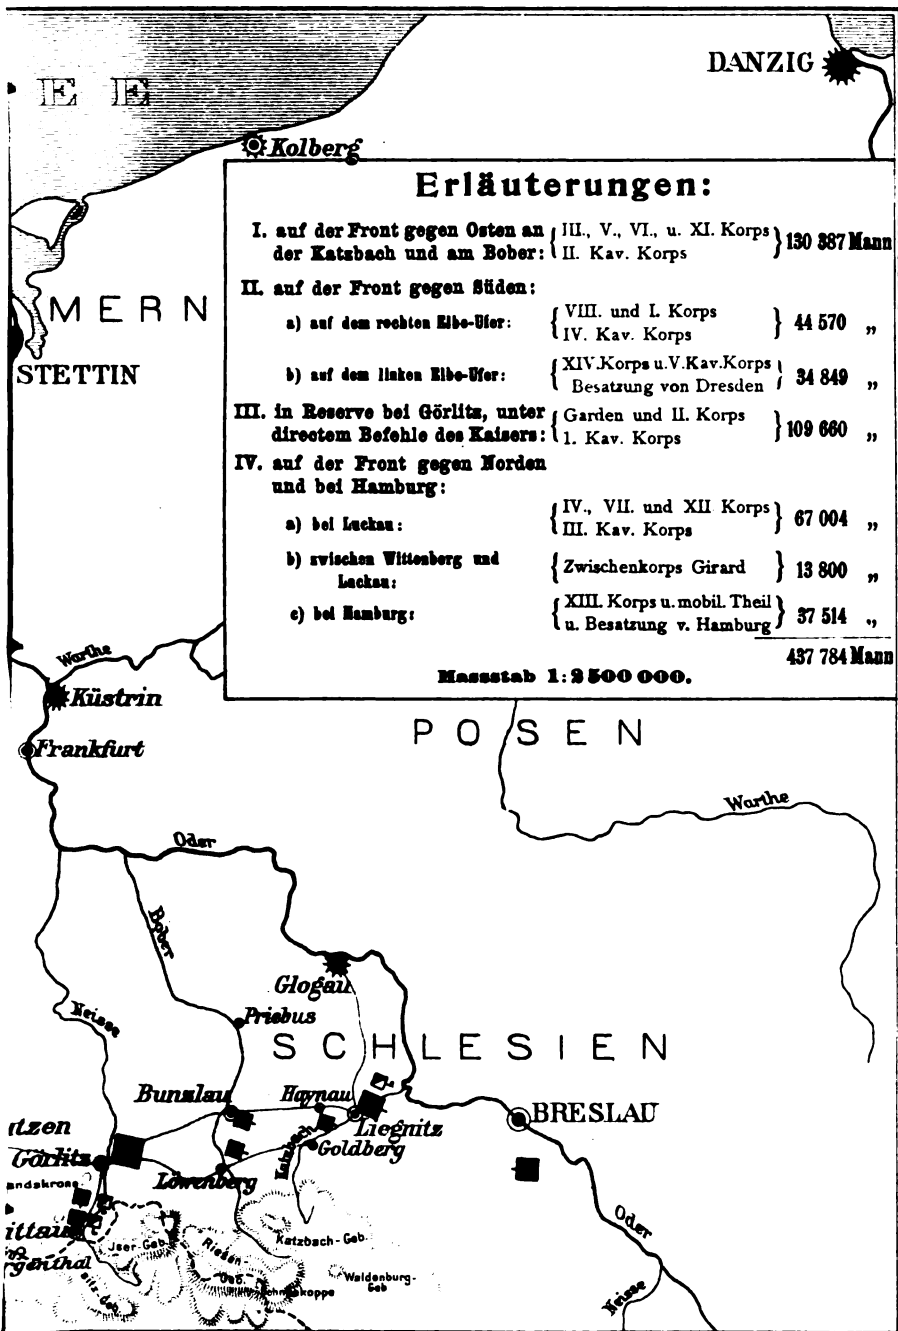 EE
DANZIG
Kolberg
Erläuterungen:
I. auf der Front gegen Osten an der Katzbach und am Bober: { III., V., VI., u. XI. Korps
II. Kav. Korps } 130 387 Mann
II. auf der Front gegen Süden:
a) auf dem rechten Elbe-Ufer: { VIII. und I. Korps
IV. Kav. Korps } 44 570 „
b) auf dem linken Elbe-Ufer: { XIV. Korps u. V. Kav. Korps
Besatzung von Dresden } 34 849 „
III. in Reserve bei Görlitz, unter directem Befehle des Kaisers: { Garden und II. Korps
1. Kav. Korps } 109 660 „
IV. auf der Front gegen Norden
und bei Hamburg:
a) bei Luckau: { IV., VII. und XII Korps
III. Kav. Korps } 67 004 „
b) zwischen Wittenberg und
Luckau: { Zwischenkorps Girard } 13 800 „
c) bei Hamburg: { XIII. Korps u. mobil. Theil
u. Besatzung v. Hamburg } 37 514 „
437 784 Mann
Massstab 1:2 500 000.
MERN
STETTIN
Warthe
Küstrin
POSEN
Frankfurt
Warthe
Oder
Bober
Glogau
Neisse
Priebus
SCHLESIEN
Bunzlau
Haynau
Liegnitz
BRESLAU
utzen
Katzbach
Goldberg
Görlitz
Löwenberg
andskrone
ittau
Oder
Katzbach-Geb.
Jser-Geb.
Riesen-
Geb.
rgenthal
Waldenburg-
Geb
Schneekoppe
Neisse